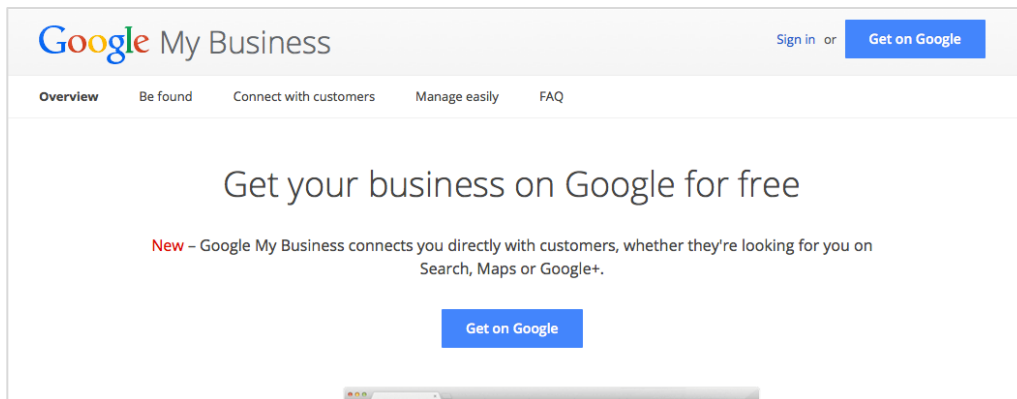 Google My Business
Sign in or Get on Google
Overview Be found Connect with customers Manage easily FAQ
Get your business on Google for free
New – Google My Business connects you directly with customers, whether they're looking for you on
Search, Maps or Google+.
Get on Google